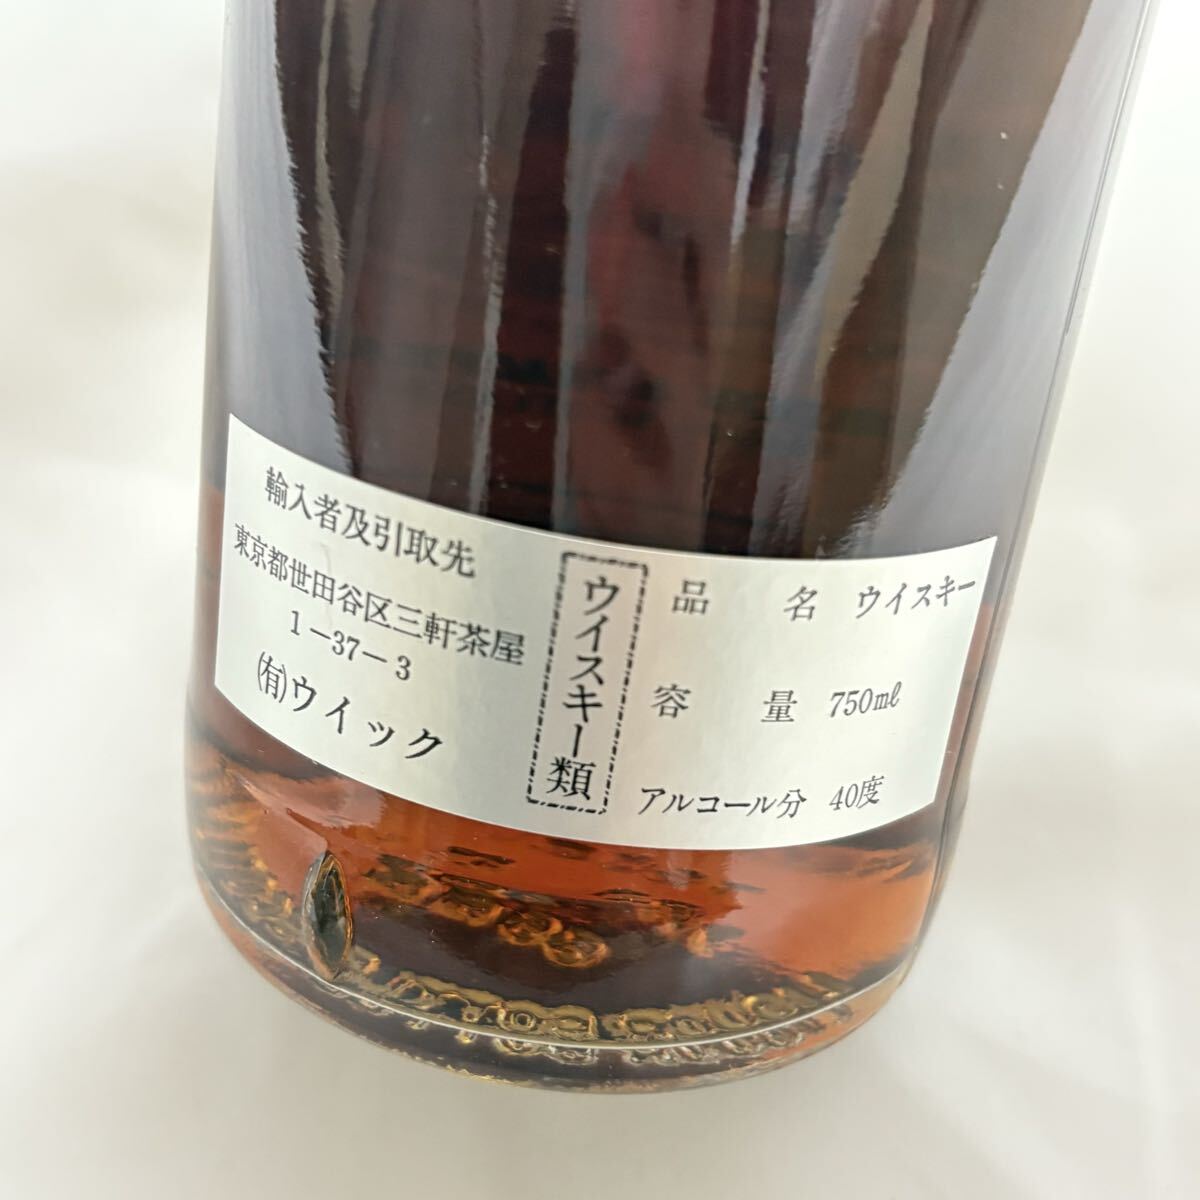 輸入者及引取先
東京都世田谷区三軒茶屋
1－37－3
(有)ウイック
ウイスキー類
品名 ウイスキー
容量 750mℓ
アルコール分 40度